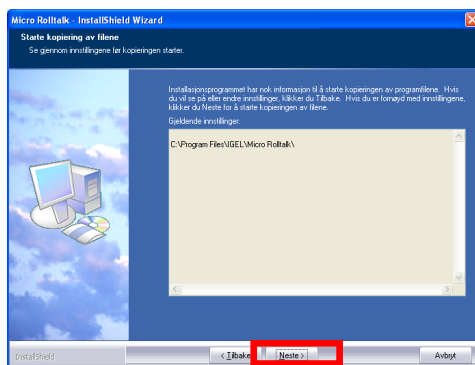 Micro Rolltalk - InstallShield Wizard
Starte kopiering av filene
Se gjennom innstillingene før kopieringen starter.
Installasjonsprogrammet har nok informasjon til å starte kopieringen av programfilene. Hvis
du vil se på eller endre innstillinger, klikker du Tilbake. Hvis du er fornøyd med innstillingene,
klikker du Neste for å starte kopieringen av filene.
Gjeldende innstillinger:
C:\Program Files\IGEL\Micro Rolltalk\
InstallShield
< Tilbake
Neste >
Avbryt